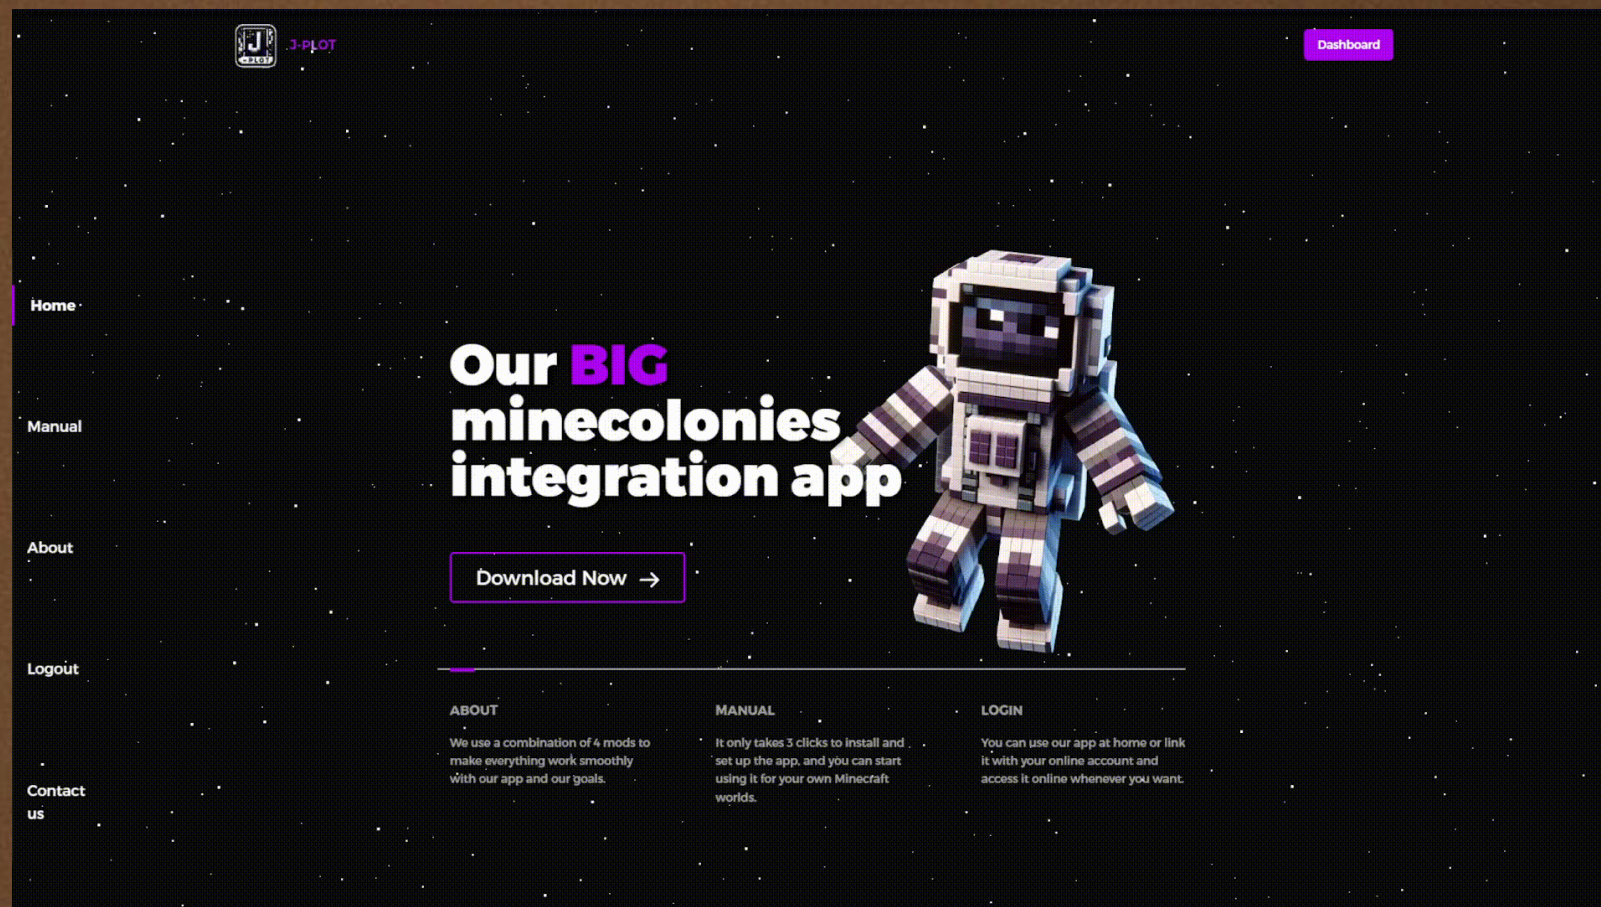 J
J-PLOT
J-PLOT
Dashboard
Home
Manual
About
Logout
Contact
us
Our BIG
minecolonies
integration app
Download Now →
ABOUT
We use a combination of 4 mods to
make everything work smoothly
with our app and our goals.
MANUAL
It only takes 3 clicks to install and
set up the app, and you can start
using it for your own Minecraft
worlds.
LOGIN
You can use our app at home or link
it with your online account and
access it online whenever you want.